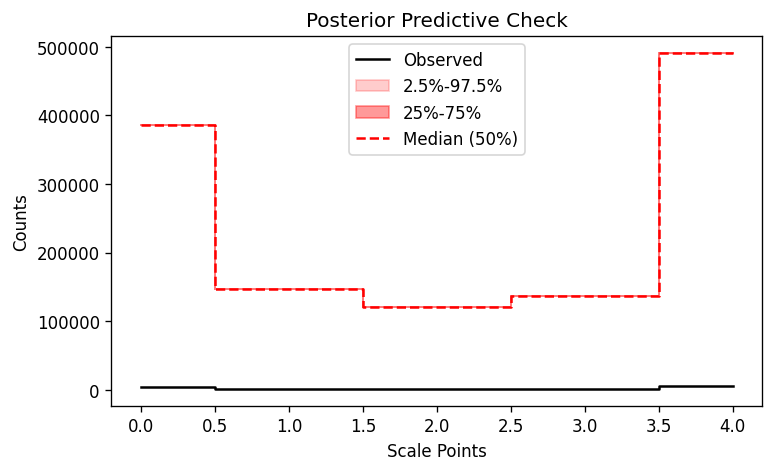 Posterior Predictive Check
500000
400000
300000
200000
100000
0
Counts
Observed
2.5%-97.5%
25%-75%
Median (50%)
0.0 0.5 1.0 1.5 2.0 2.5 3.0 3.5 4.0
Scale Points